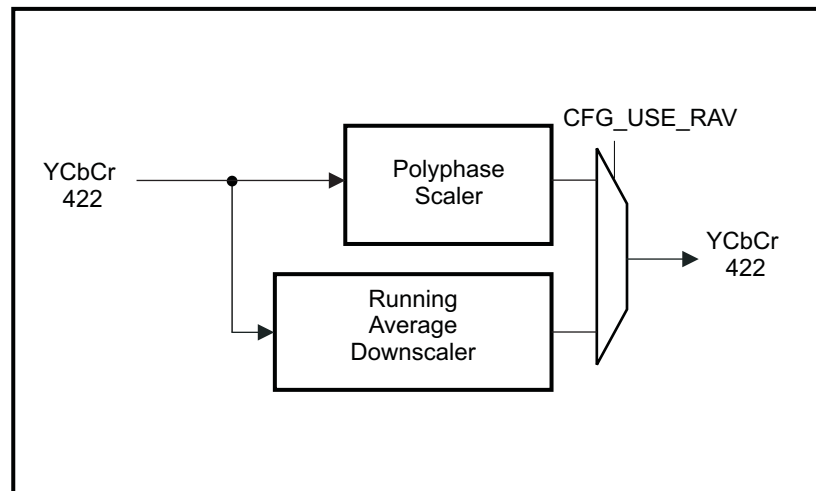 CFG_USE_RAV
YCbCr
422
Polyphase
Scaler
YCbCr
422
Running
Average
Downscaler